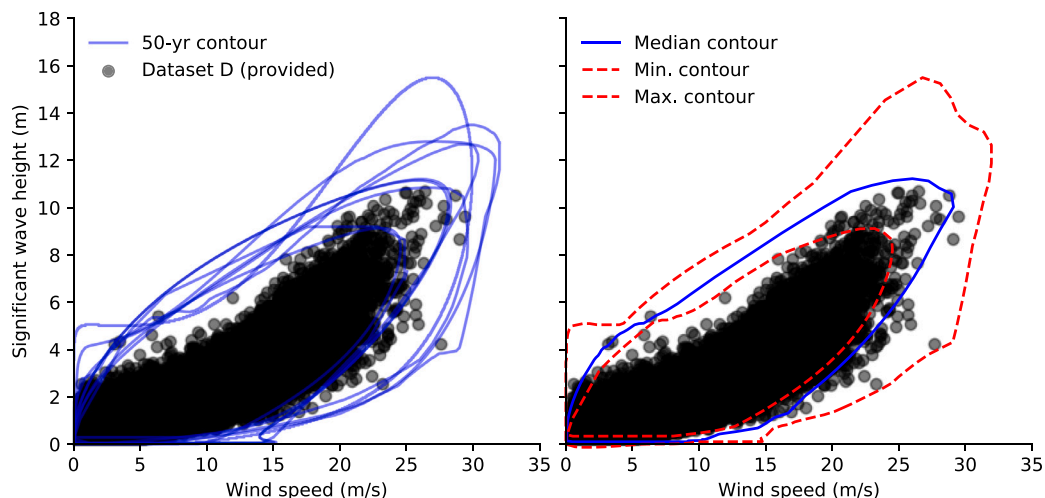 18
16
14
12
10
8
6
4
2
0
Significant wave height (m)
50-yr contour
Dataset D (provided)
0 5 10 15 20 25 30 35
Wind speed (m/s)
Median contour
Min. contour
Max. contour
0 5 10 15 20 25 30 35
Wind speed (m/s)